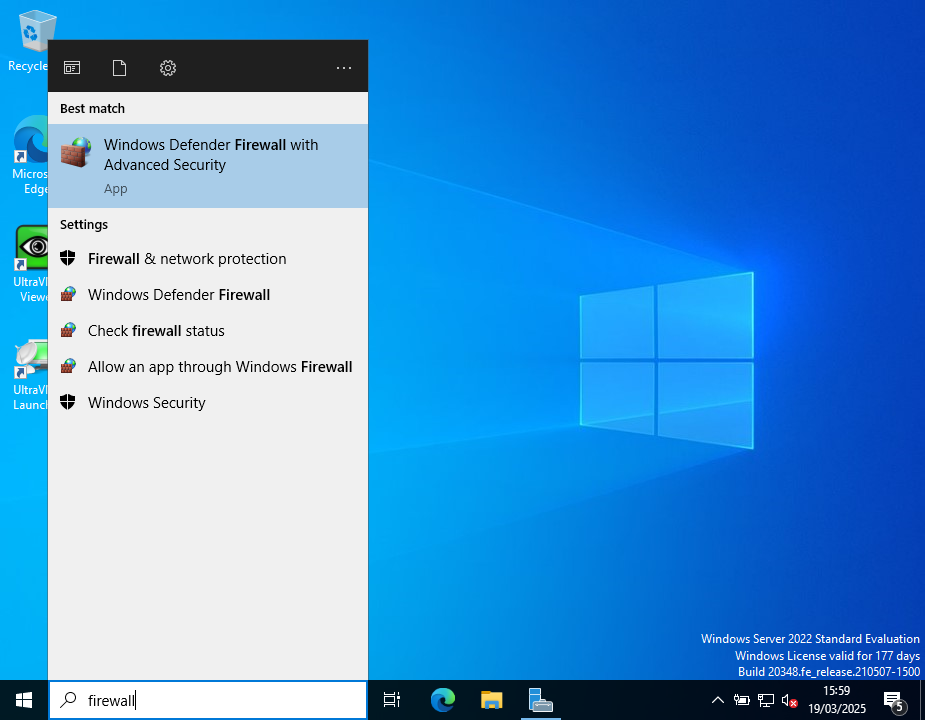 Recycle
Micros
Edge
UltraVN
Viewe
UltraVN
Launch
Best match
Windows Defender Firewall with
Advanced Security
App
Settings
Firewall & network protection
Windows Defender Firewall
Check firewall status
Allow an app through Windows Firewall
Windows Security
Windows Server 2022 Standard Evaluation
Windows License valid for 177 days
Build 20348.fe_release.210507-1500
firewall
15:59
19/03/2025
5